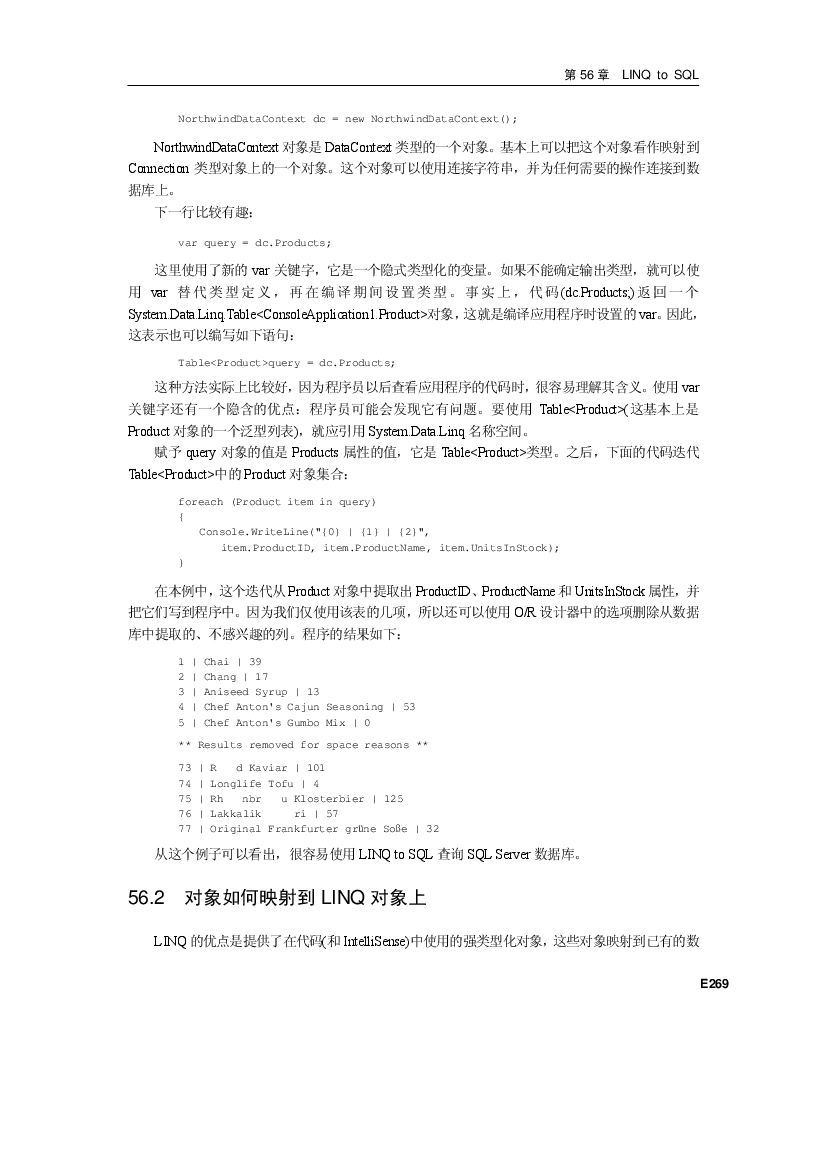 第 56 章 LINQ to SQL
NorthwindDataContext dc = new NorthwindDataContext();
NorthwindDataContext 对象是 DataContext 类型的一个对象。基本上可以把这个对象看作映射到
Connection 类型对象上的一个对象。这个对象可以使用连接字符串，并为任何需要的操作连接到数
据库上。
下一行比较有趣：
var query = dc.Products;
这里使用了新的 var 关键字，它是一个隐式类型化的变量。如果不能确定输出类型，就可以使
用 var 替代类型定义，再在编译期间设置类型。事实上，代码(dc.Products;)返回一个
System.Data.Linq.Table<ConsoleApplication1.Product>对象，这就是编译应用程序时设置的 var。因此，
这表示也可以编写如下语句：
Table<Product>query = dc.Products;
这种方法实际上比较好，因为程序员以后查看应用程序的代码时，很容易理解其含义。使用 var
关键字还有一个隐含的优点：程序员可能会发现它有问题。要使用 Table<Product>(这基本上是
Product 对象的一个泛型列表)，就应引用 System.Data.Linq 名称空间。
赋予 query 对象的值是 Products 属性的值，它是 Table<Product>类型。之后，下面的代码迭代
Table<Product>中的 Product 对象集合：
foreach (Product item in query)
{
Console.WriteLine("{0} | {1} | {2}",
item.ProductID, item.ProductName, item.UnitsInStock);
}
在本例中，这个迭代从 Product 对象中提取出 ProductID、ProductName 和 UnitsInStock 属性，并
把它们写到程序中。因为我们仅使用该表的几项，所以还可以使用 O/R 设计器中的选项删除从数据
库中提取的、不感兴趣的列。程序的结果如下：
1 | Chai | 39
2 | Chang | 17
3 | Aniseed Syrup | 13
4 | Chef Anton's Cajun Seasoning | 53
5 | Chef Anton's Gumbo Mix | 0
** Results removed for space reasons **
73 | R d Kaviar | 101
74 | Longlife Tofu | 4
75 | Rh nbr u Klosterbier | 125
76 | Lakkalik ri | 57
77 | Original Frankfurter grüne Soße | 32
从这个例子可以看出，很容易使用 LINQ to SQL 查询 SQL Server 数据库。
56.2 对象如何映射到 LINQ 对象上
LINQ 的优点是提供了在代码(和 IntelliSense)中使用的强类型化对象，这些对象映射到已有的数
E269